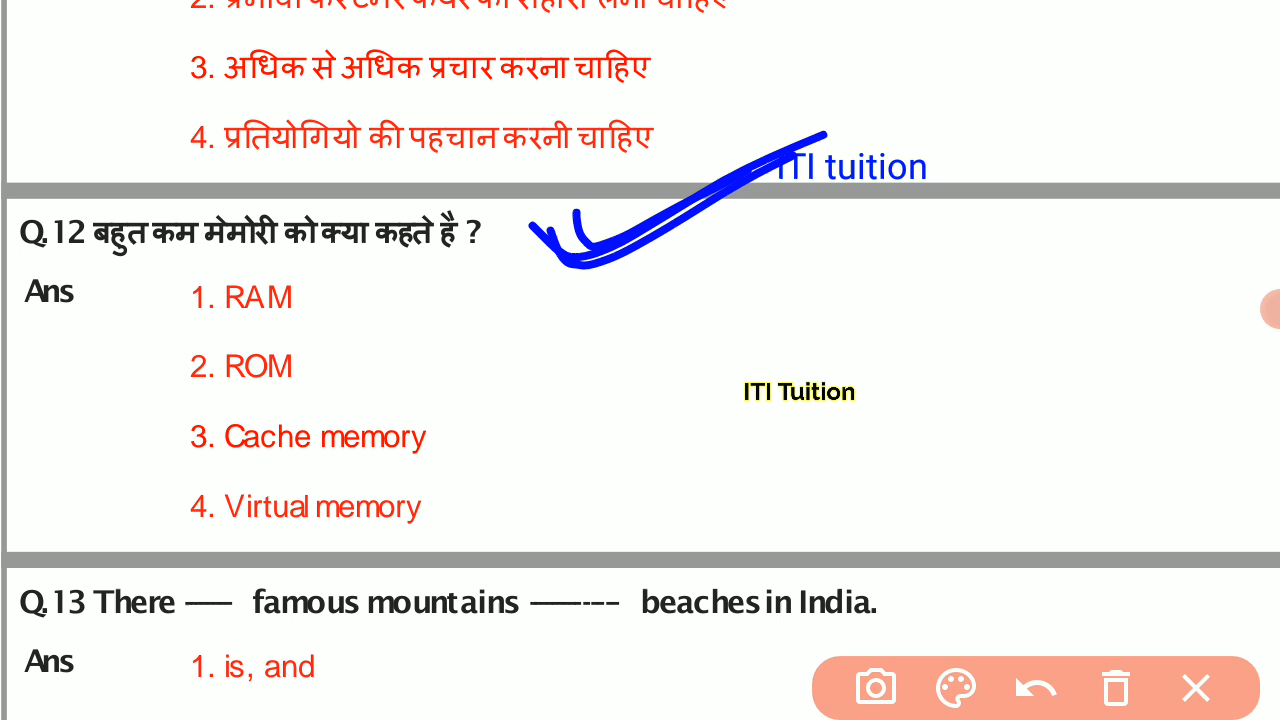 3. अधिक से अधिक प्रचार करना चाहिए
4. प्रतियोगियो की पहचान करनी चाहिए
ITI tuition
Q.12 बहुत कम मेमोरी को क्या कहते है ?
Ans
1. RAM
2. ROM
ITI Tuition
3. Cache memory
4. Virtual memory
Q.13 There —— famous mountains ——--- beaches in India.
Ans
1. is, and